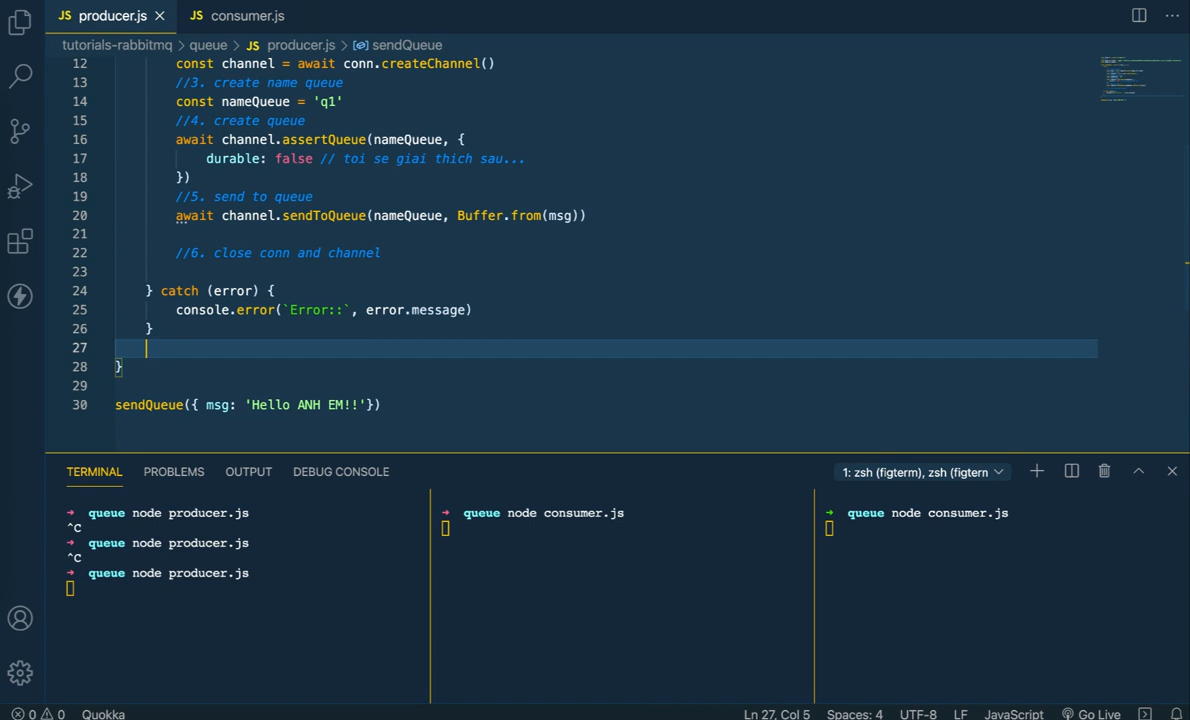 JS producer.js
JS consumer.js
tutorials-rabbitmq > queue > JS producer.js > sendQueue
12 const channel = await conn.createChannel()
13 //3. create name queue
14 const nameQueue = 'q1'
15 //4. create queue
16 await channel.assertQueue(nameQueue, {
17 durable: false // toi se giai thich sau...
18 })
19 //5. send to queue
20 await channel.sendToQueue(nameQueue, Buffer.from(msg))
21
22 //6. close conn and channel
23
24 } catch (error) {
25 console.error(`Error::`, error.message)
26 }
27
28 }
29
30 sendQueue({ msg: 'Hello ANH EM!!'})
TERMINAL PROBLEMS OUTPUT DEBUG CONSOLE
1: zsh (figterm), zsh (figtern
→ queue node producer.js
^C
→ queue node producer.js
^C
→ queue node producer.js
→ queue node consumer.js
→ queue node consumer.js
0 0 Quokka
Ln 27, Col 5 Spaces: 4 UTF-8 LF JavaScript Go Live